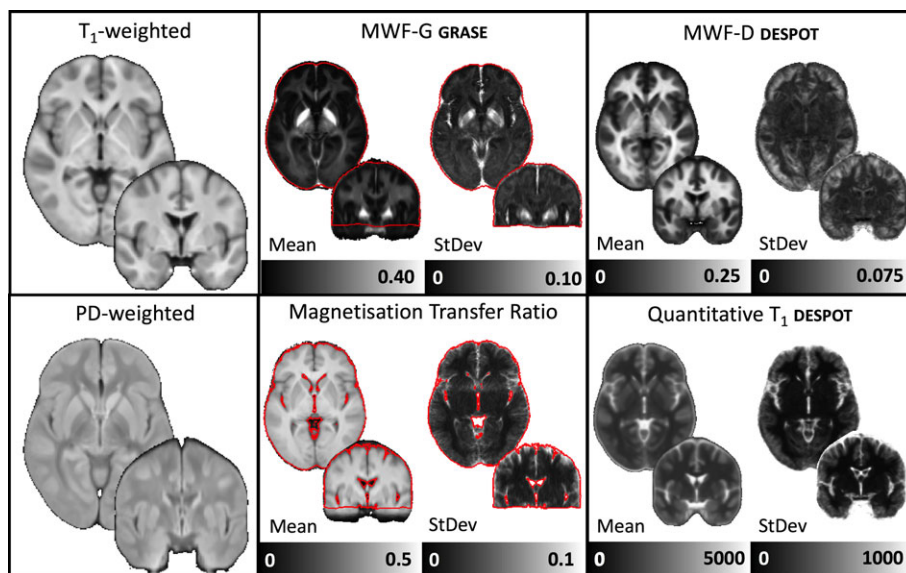 T₁-weighted
MWF-G GRASE
MWF-D DESPOT
Mean
StDev
Mean
StDev
0.40
0
0.10
0
0.25
0
0.075
PD-weighted
Magnetisation Transfer Ratio
Quantitative T₁ DESPOT
Mean
StDev
Mean
StDev
0
0.5
0
0.1
0
5000
0
1000